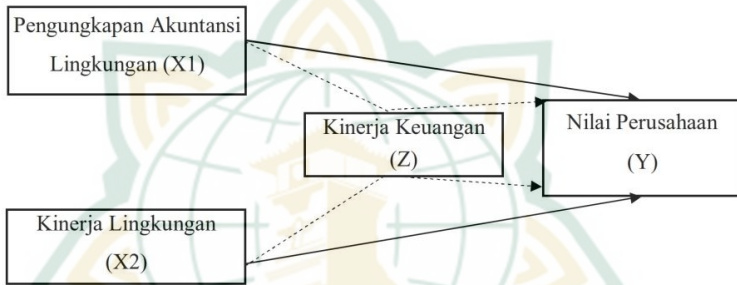 Pengungkapan Akuntansi
Lingkungan (X1)
Kinerja Keuangan
(Z)
Nilai Perusahaan
(Y)
Kinerja Lingkungan
(X2)